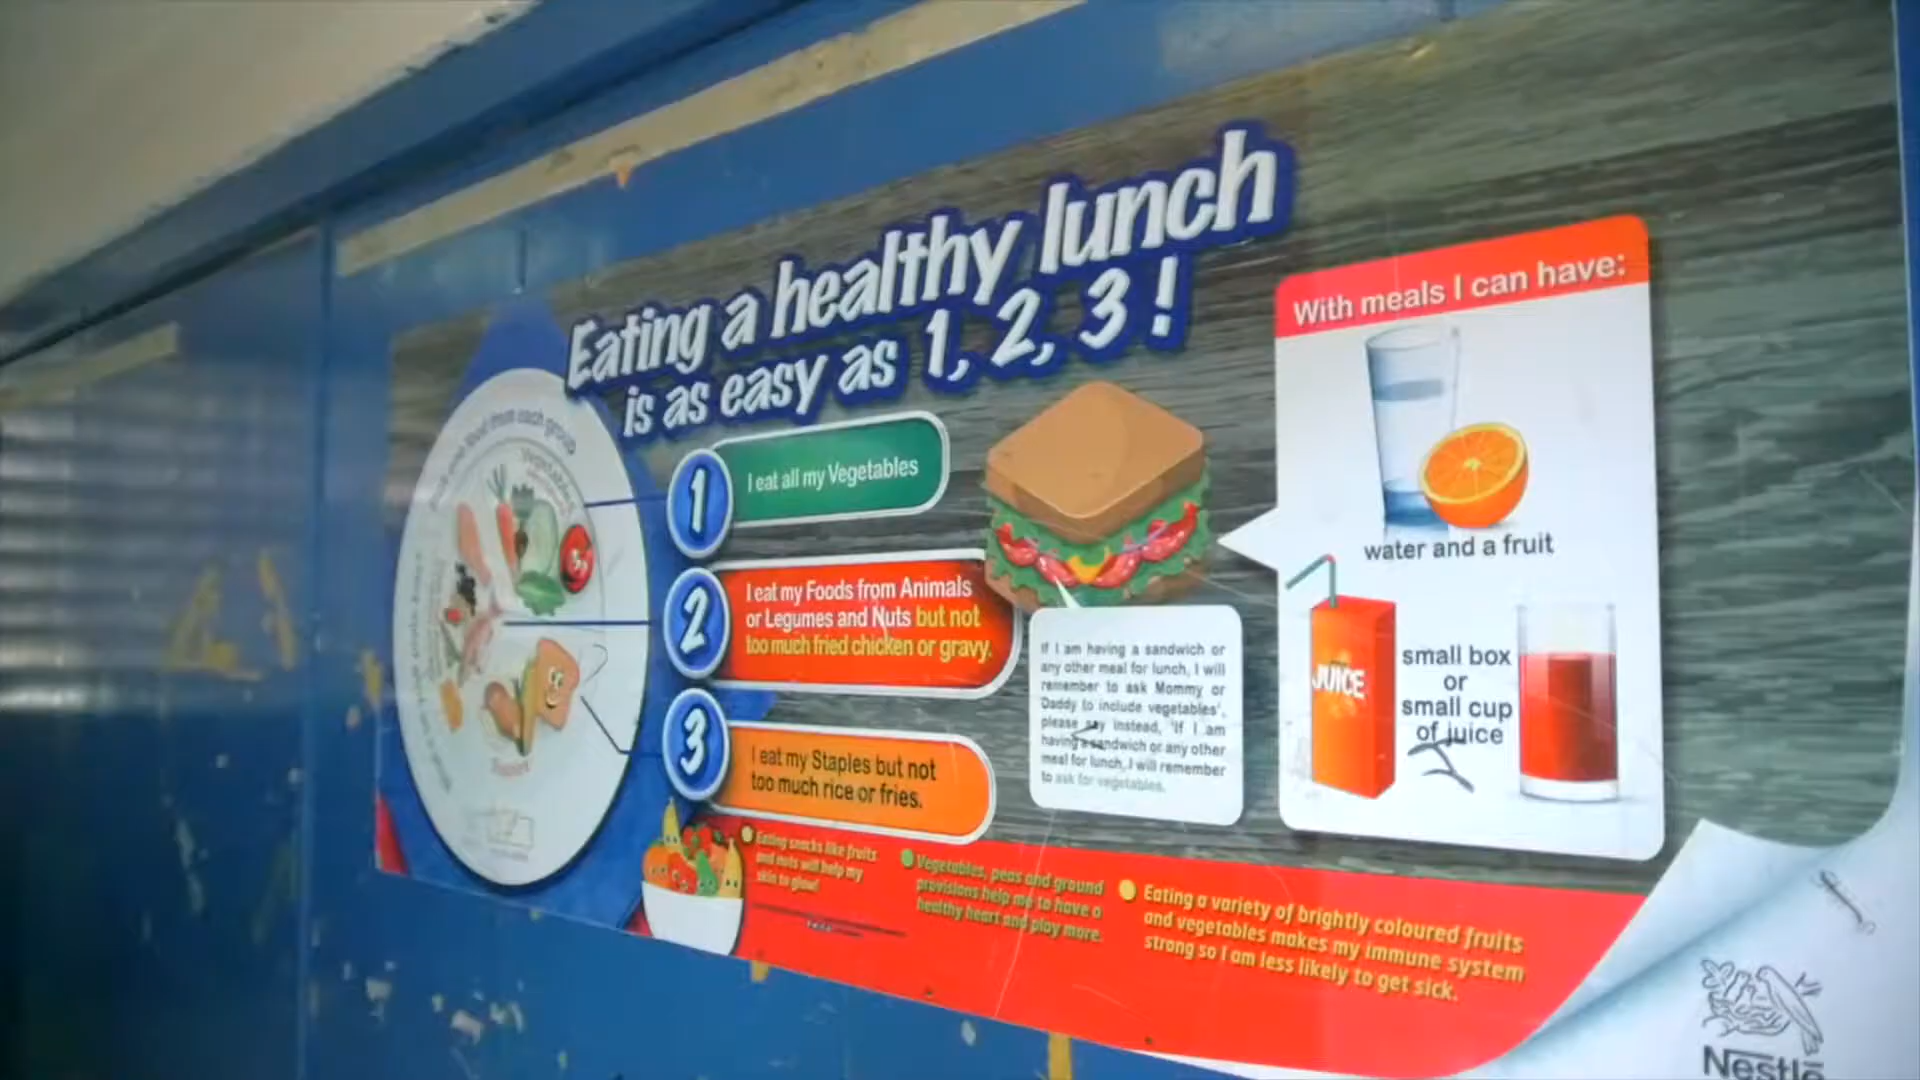 Eating a healthy lunch
is as easy as 1, 2, 3!
1
I eat all my Vegetables
2
I eat my Foods from Animals
or Legumes and Nuts but not
too much fried chicken or gravy.
3
I eat my Staples but not
too much rice or fries.
food from each group
Vegetables
Staples
If I am having a sandwich or
any other meal for lunch, I will
remember to ask Mommy or
Daddy to include vegetables',
please say instead, 'If I am
having a sandwich or any other
meal for lunch, I will remember
to ask for vegetables.
With meals I can have:
water and a fruit
JUICE
small box
or
small cup
of juice
Eating snacks like fruits
and nuts will help my
skin to glow!
Vegetables, peas and ground
provisions help me to have a
healthy heart and play more.
Eating a variety of brightly coloured fruits
and vegetables makes my immune system
strong so I am less likely to get sick.
Nestlé